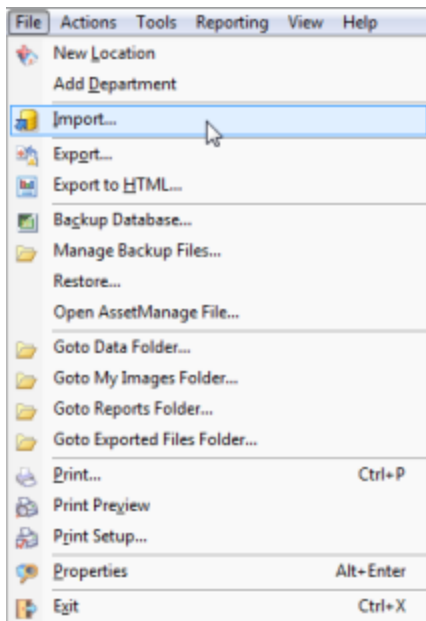 File Actions Tools Reporting View Help
New Location
Add Department
Import...
Export...
Export to HTML...
Backup Database...
Manage Backup Files...
Restore...
Open AssetManage File...
Goto Data Folder...
Goto My Images Folder...
Goto Reports Folder...
Goto Exported Files Folder...
Print... Ctrl+P
Print Preview
Print Setup...
Properties Alt+Enter
Exit Ctrl+X